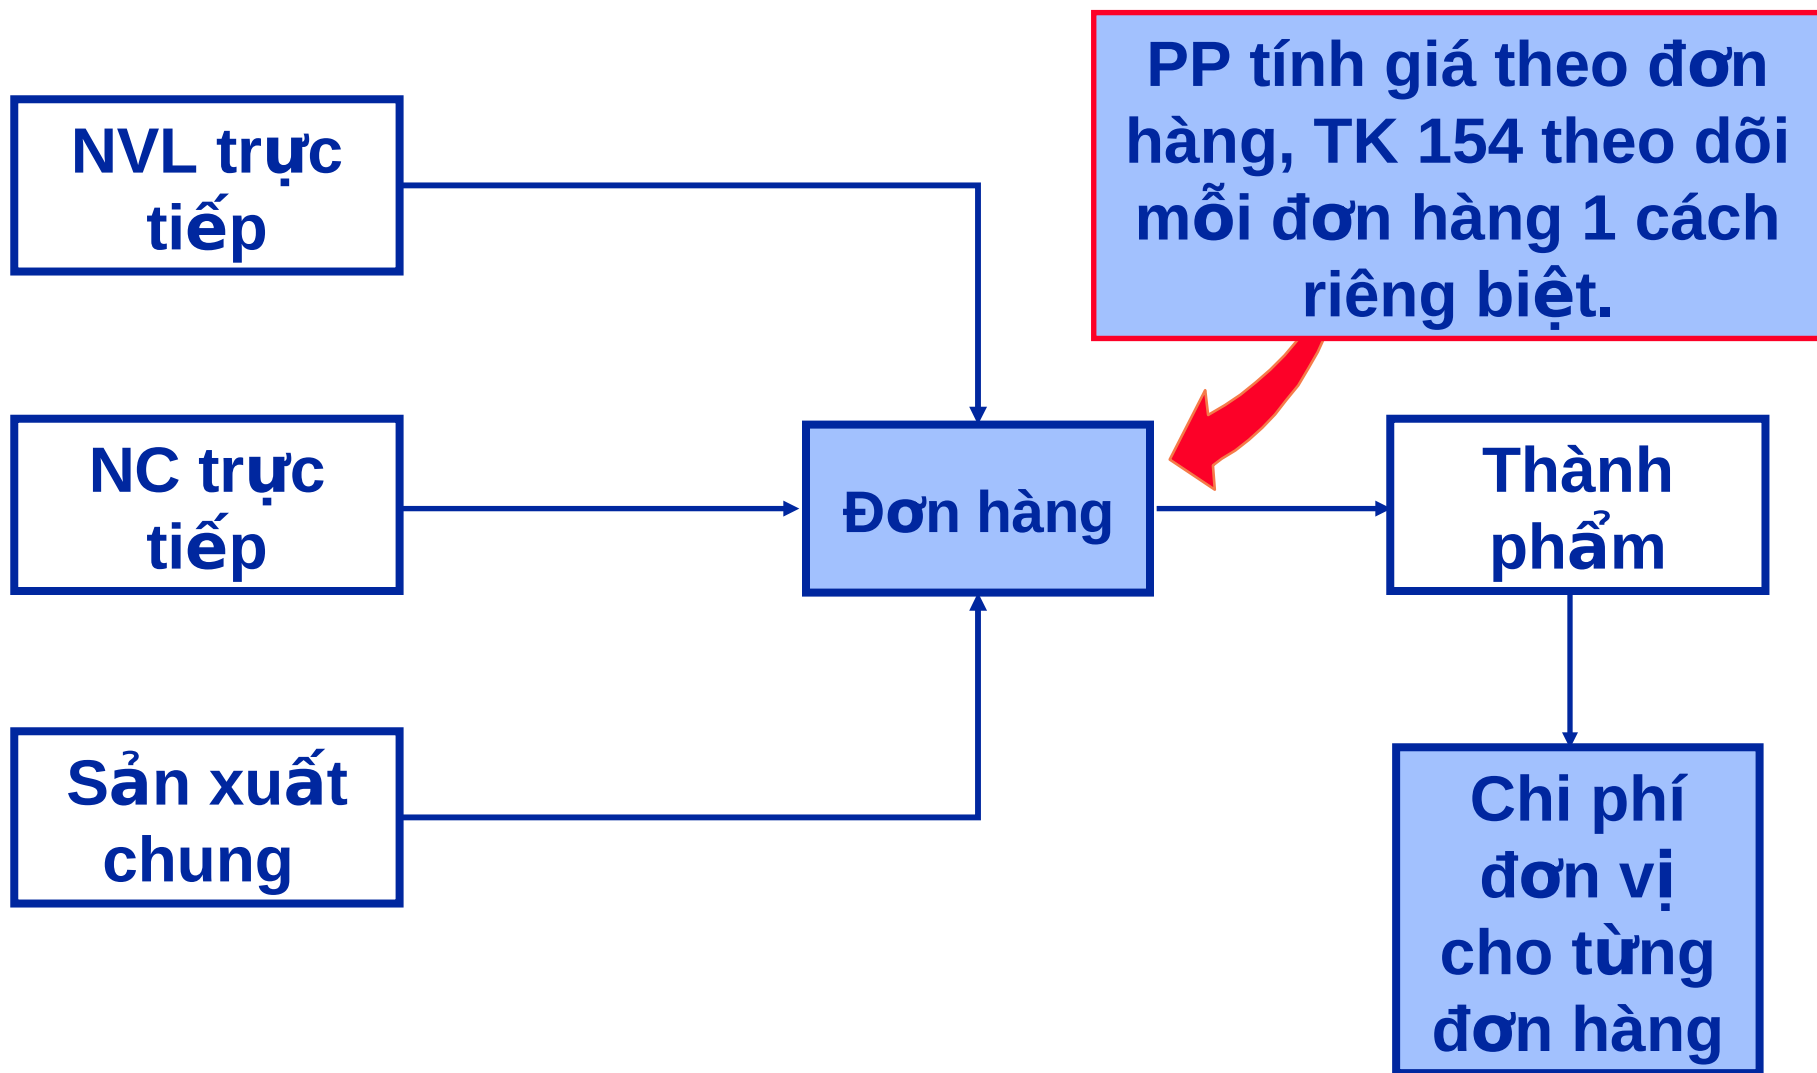 PP tính giá theo đơn
hàng, TK 154 theo dõi
mỗi đơn hàng 1 cách
riêng biệt.
NVL trực
tiếp
NC trực
tiếp
Đơn hàng
Thành
phẩm
Sản xuất
chung
Chi phí
đơn vị
cho từng
đơn hàng